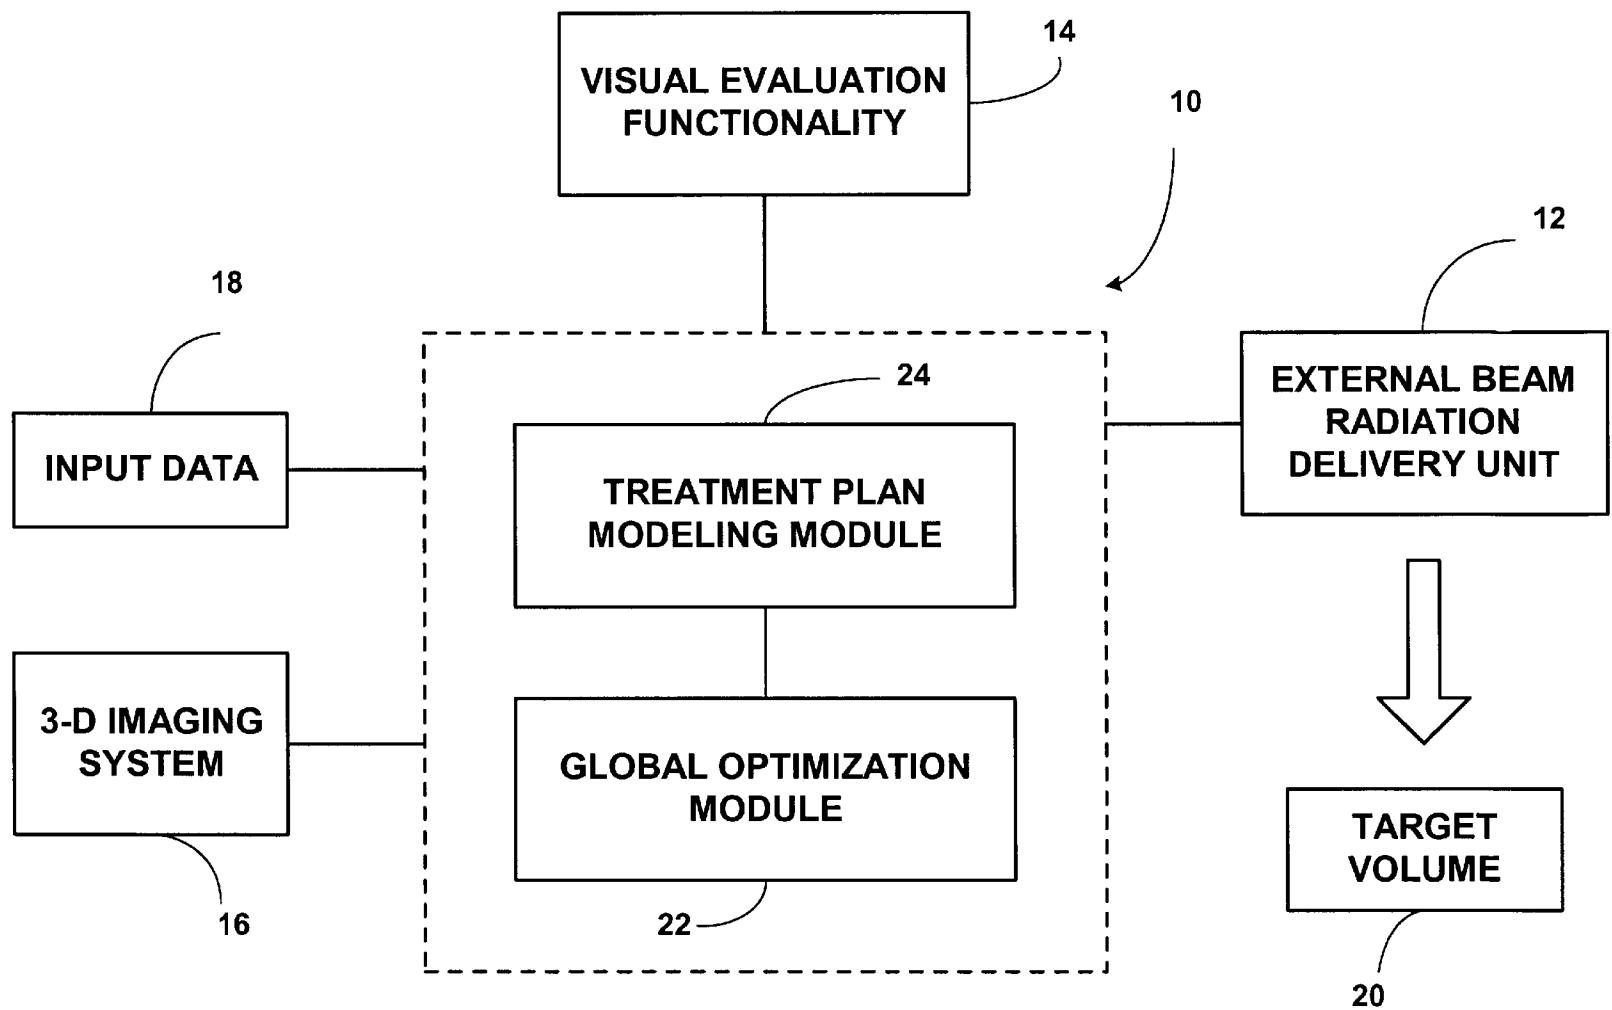 14
VISUAL EVALUATION
FUNCTIONALITY
10
12
18
24
EXTERNAL BEAM
RADIATION
DELIVERY UNIT
INPUT DATA
TREATMENT PLAN
MODELING MODULE
3-D IMAGING
SYSTEM
GLOBAL OPTIMIZATION
MODULE
TARGET
VOLUME
16
22
20